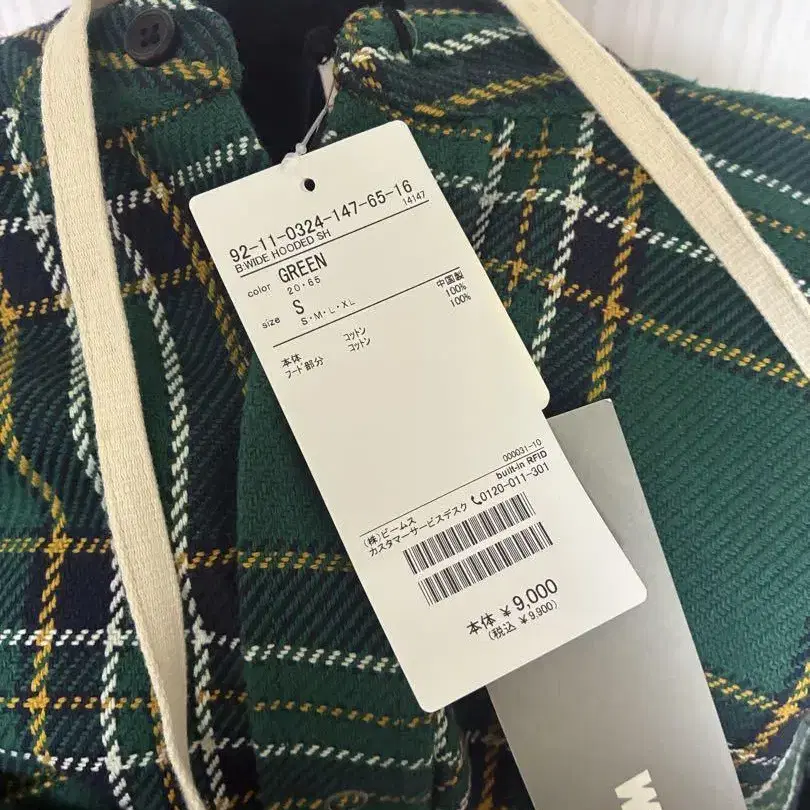 92-11-0324-147-65-16
B:WIDE HOODED SH 14147
color GREEN
20・65
size S
S・M・L・XL
中国製
本体 コットン 100%
フード部分 コットン 100%
000031-10
built-in RFID
(株)ビームス
カスタマーサービスデスク 0120-011-301
本体 ¥9,000
(税込 ¥9,900)
W